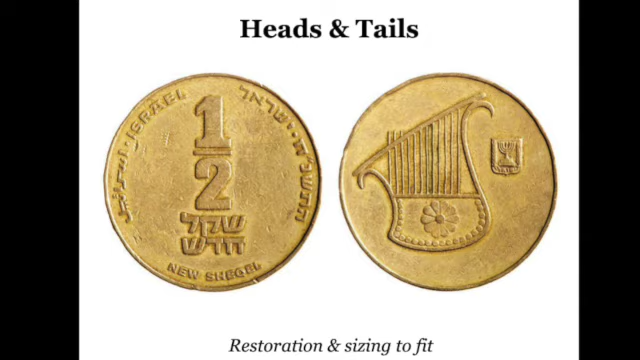 Heads & Tails
ISRAEL
ישראל
1
2
שקל
חדש
NEW SHEQEL
Restoration & sizing to fit